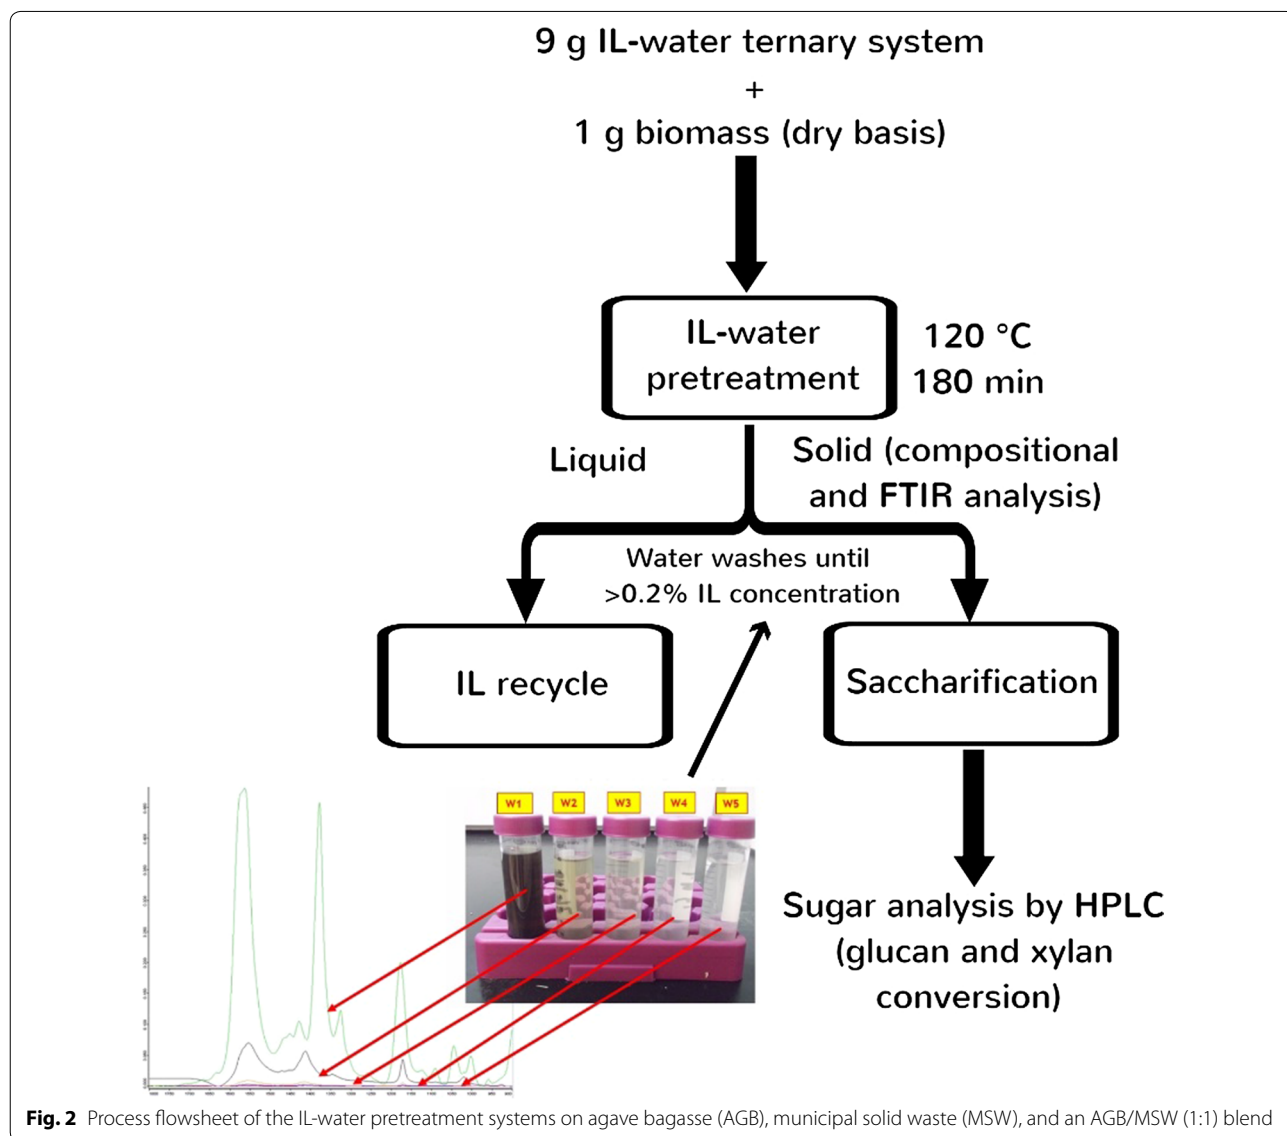 9 g IL-water ternary system
+
1 g biomass (dry basis)
IL-water
pretreatment
120 °C
180 min
Liquid
Solid (compositional
and FTIR analysis)
Water washes until
>0.2% IL concentration
IL recycle
Saccharification
W1 W2 W3 W4 W5
Sugar analysis by HPLC
(glucan and xylan
conversion)
Fig. 2 Process flowsheet of the IL-water pretreatment systems on agave bagasse (AGB), municipal solid waste (MSW), and an AGB/MSW (1:1) blend